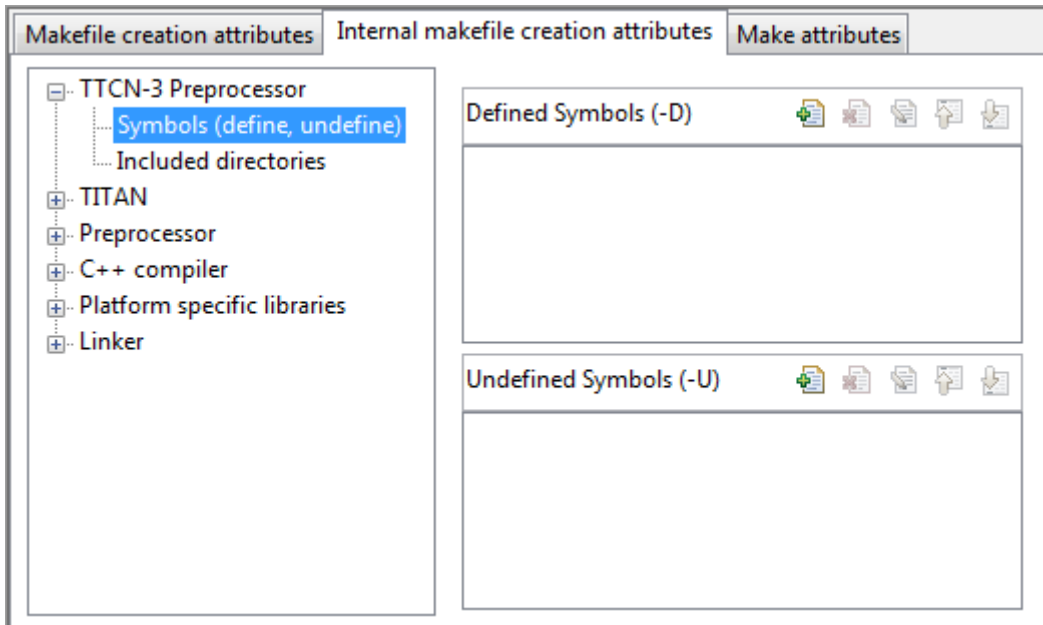 Makefile creation attributes
Internal makefile creation attributes
Make attributes
TTCN-3 Preprocessor
Symbols (define, undefine)
Included directories
TITAN
Preprocessor
C++ compiler
Platform specific libraries
Linker
Defined Symbols (-D)
Undefined Symbols (-U)